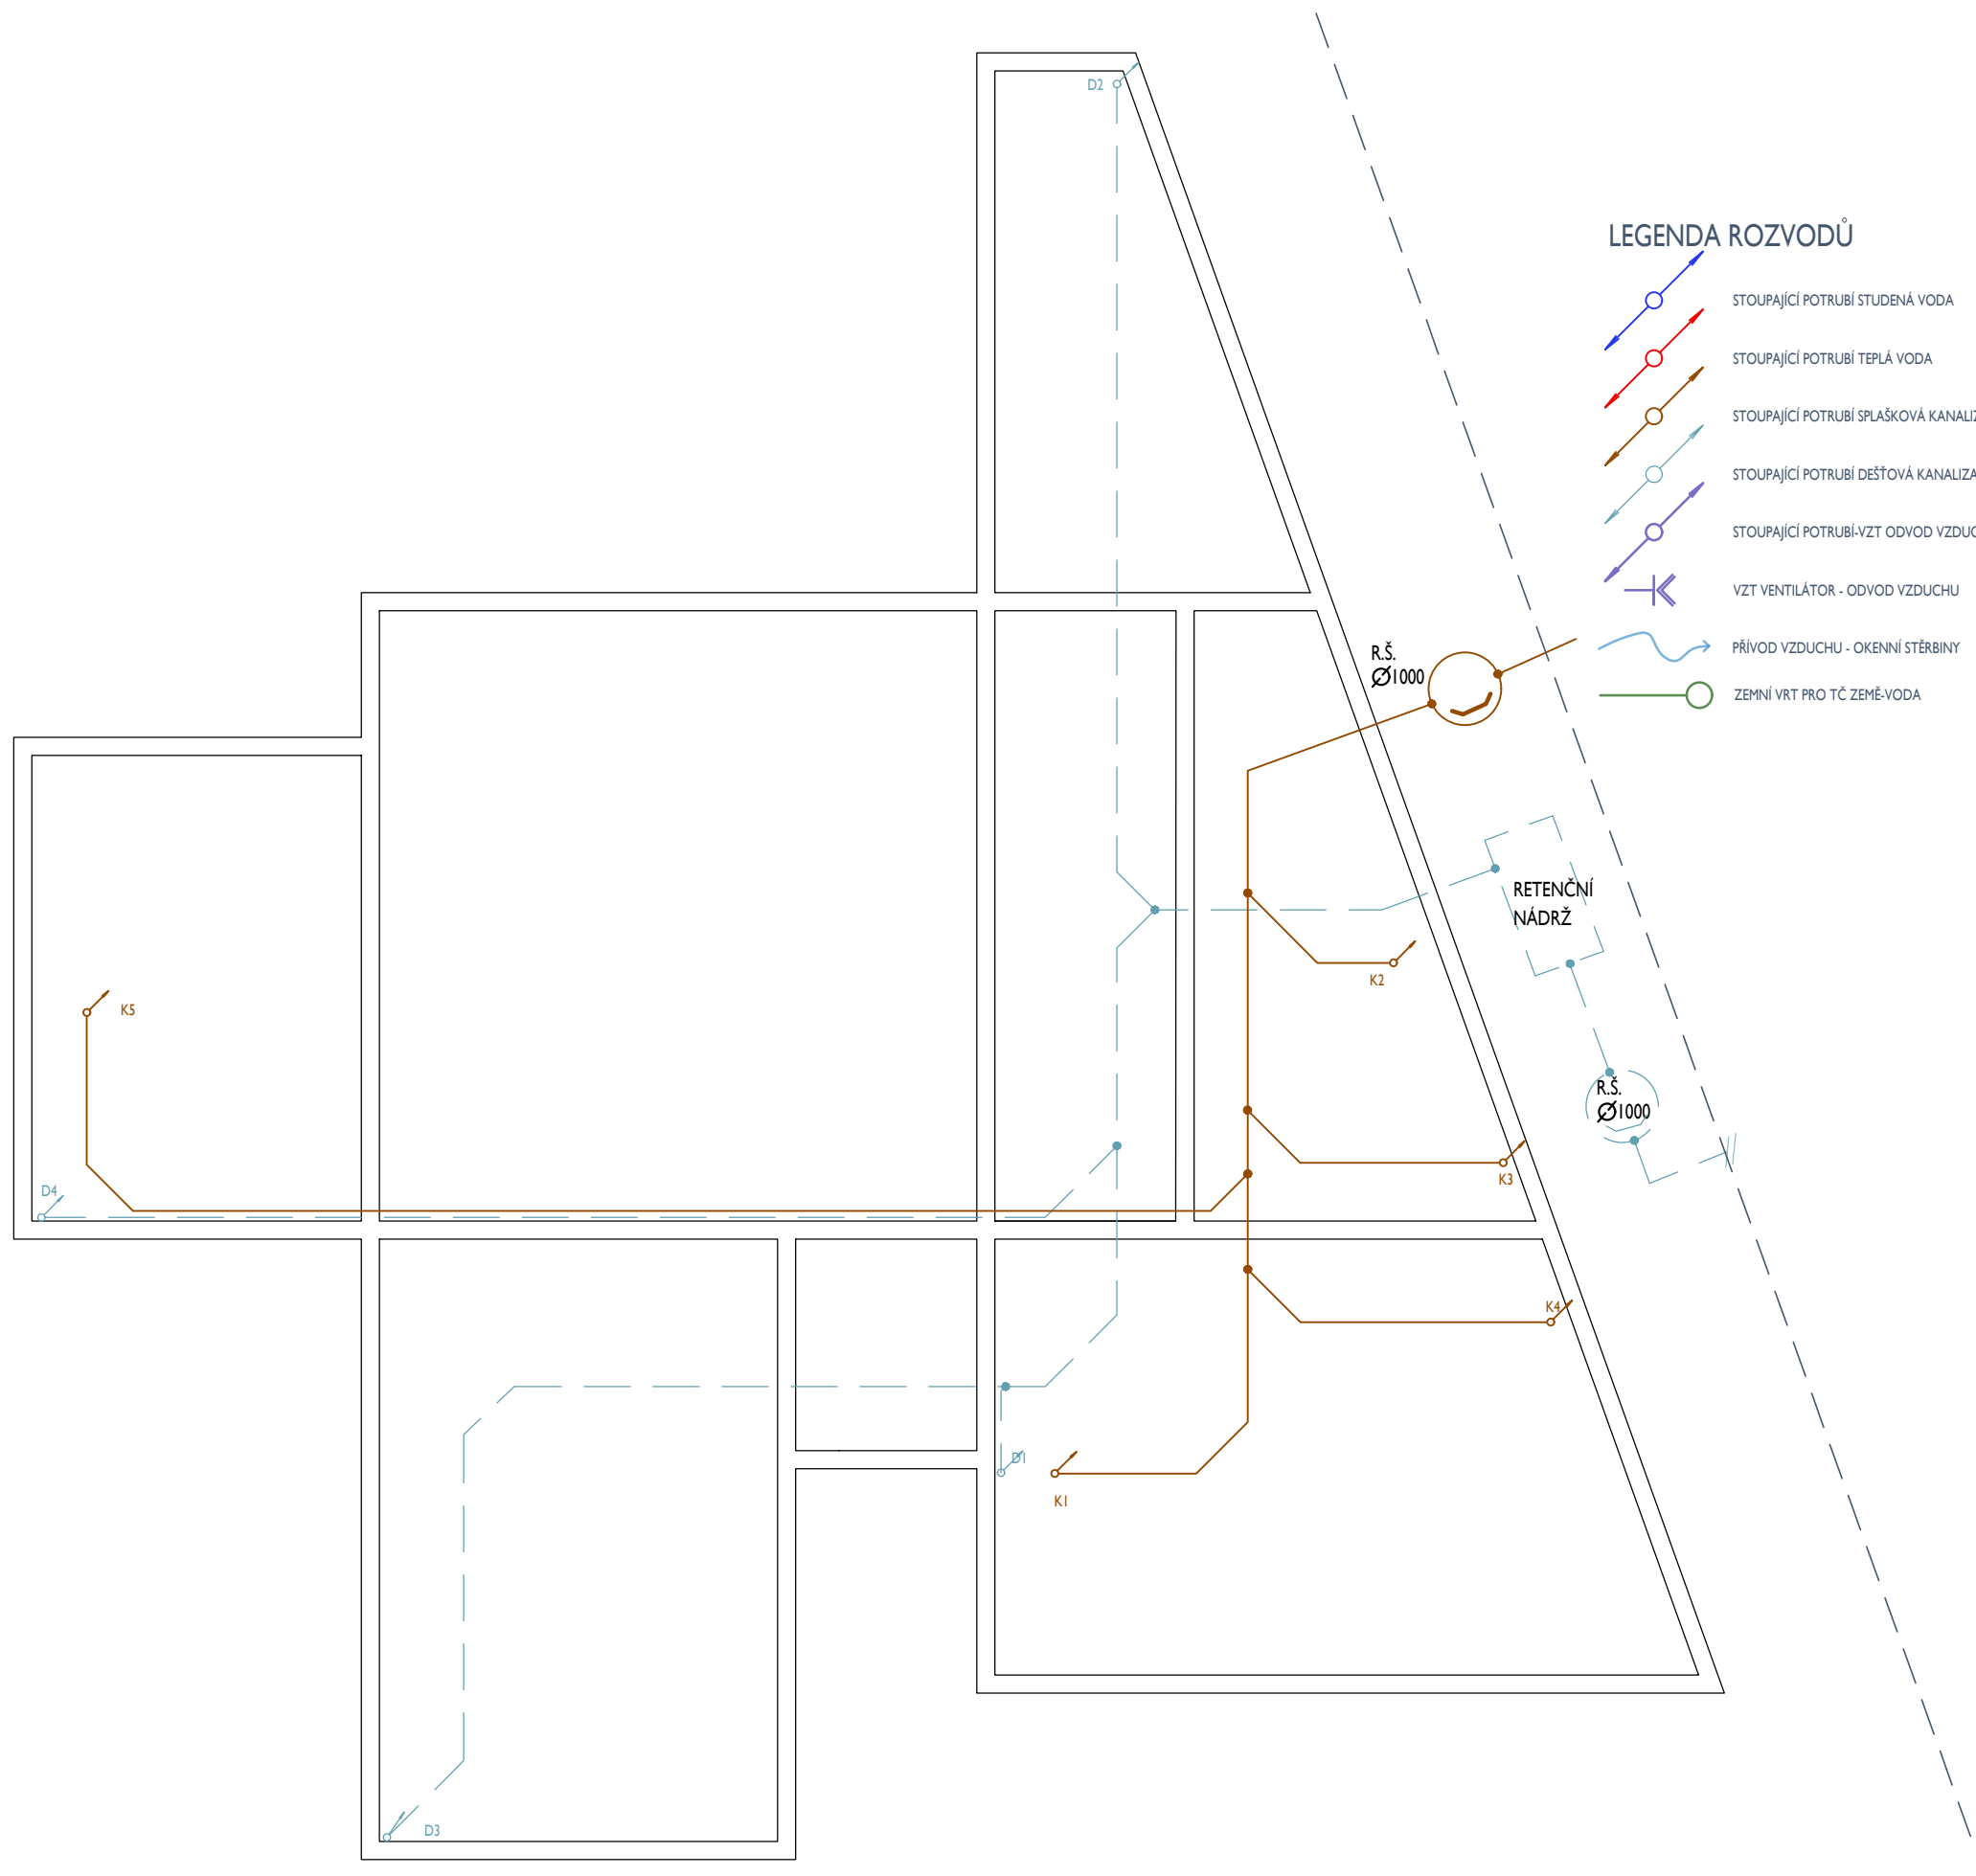 D2
LEGENDA ROZVODŮ
STOUPAJÍCÍ POTRUBÍ STUDENÁ VODA
STOUPAJÍCÍ POTRUBÍ TEPLÁ VODA
STOUPAJÍCÍ POTRUBÍ SPLAŠKOVÁ KANALIZ
STOUPAJÍCÍ POTRUBÍ DEŠŤOVÁ KANALIZA
STOUPAJÍCÍ POTRUBÍ-VZT ODVOD VZDUC
VZT VENTILÁTOR - ODVOD VZDUCHU
PŘÍVOD VZDUCHU - OKENNÍ STĚRBINY
ZEMNÍ VRT PRO TČ ZEMĚ-VODA
R.Š.
Ø1000
RETENČNÍ
NÁDRŽ
K2
K5
R.Š.
Ø1000
K3
D4
K4
D1
K1
D3